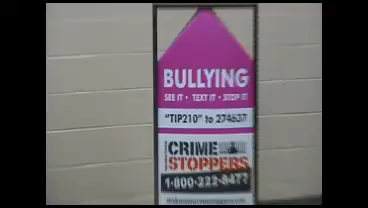 BULLYING
SEE IT • TEXT IT • STOP IT
"TIP210" to 274637
CRIME
STOPPERS
1-800-222-8477